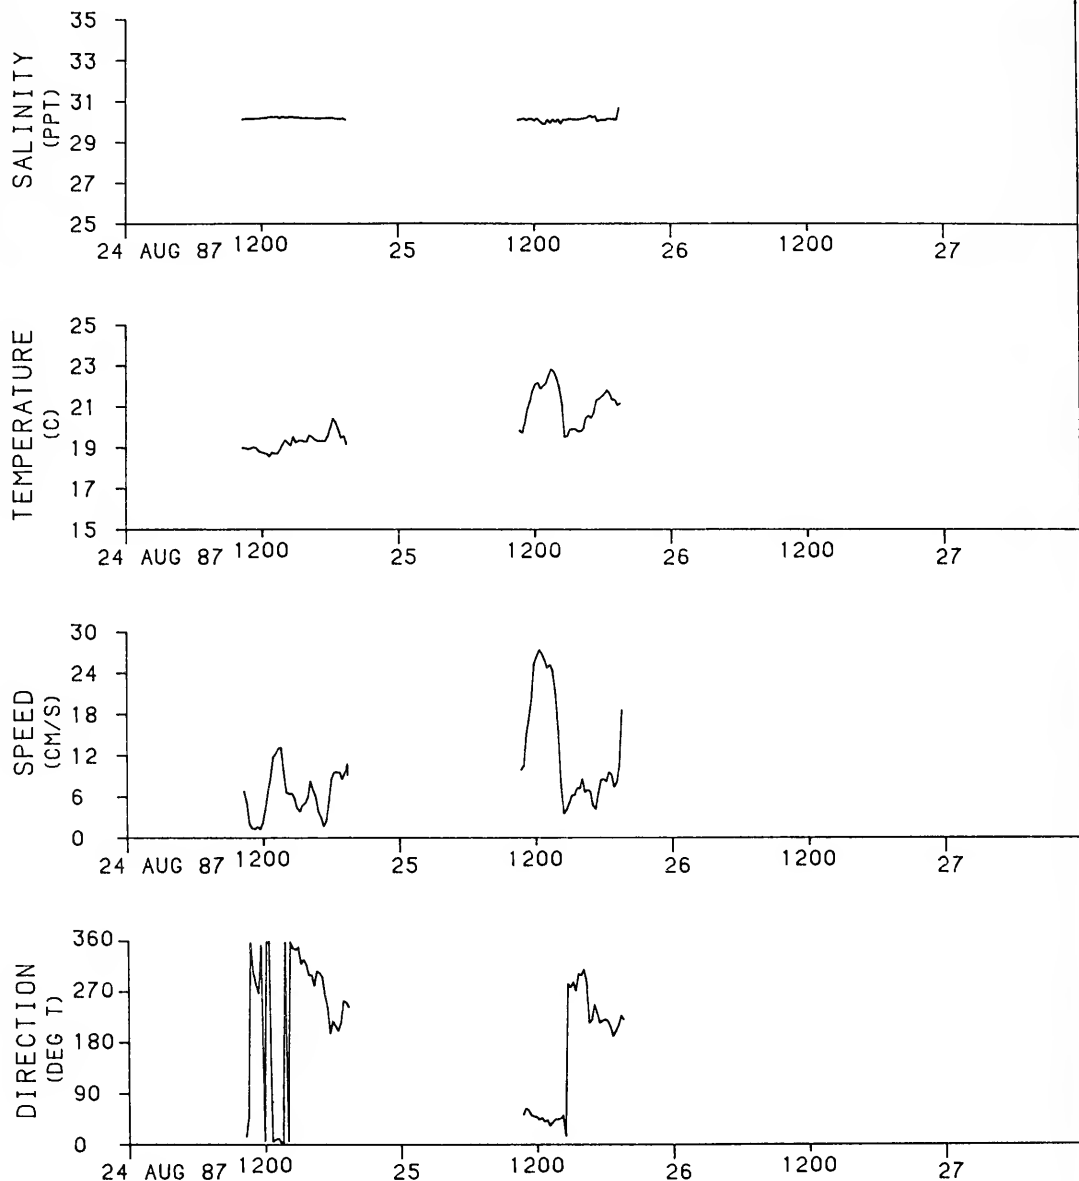 35
33
31
29
27
25
SALINITY
(PPT)
24 AUG 87 1200 25 1200 26 1200 27
25
23
21
19
17
15
TEMPERATURE
(C)
24 AUG 87 1200 25 1200 26 1200 27
30
24
18
12
6
0
SPEED
(CM/S)
24 AUG 87 1200 25 1200 26 1200 27
360
270
180
90
0
DIRECTION
(DEG T)
24 AUG 87 1200 25 1200 26 1200 27